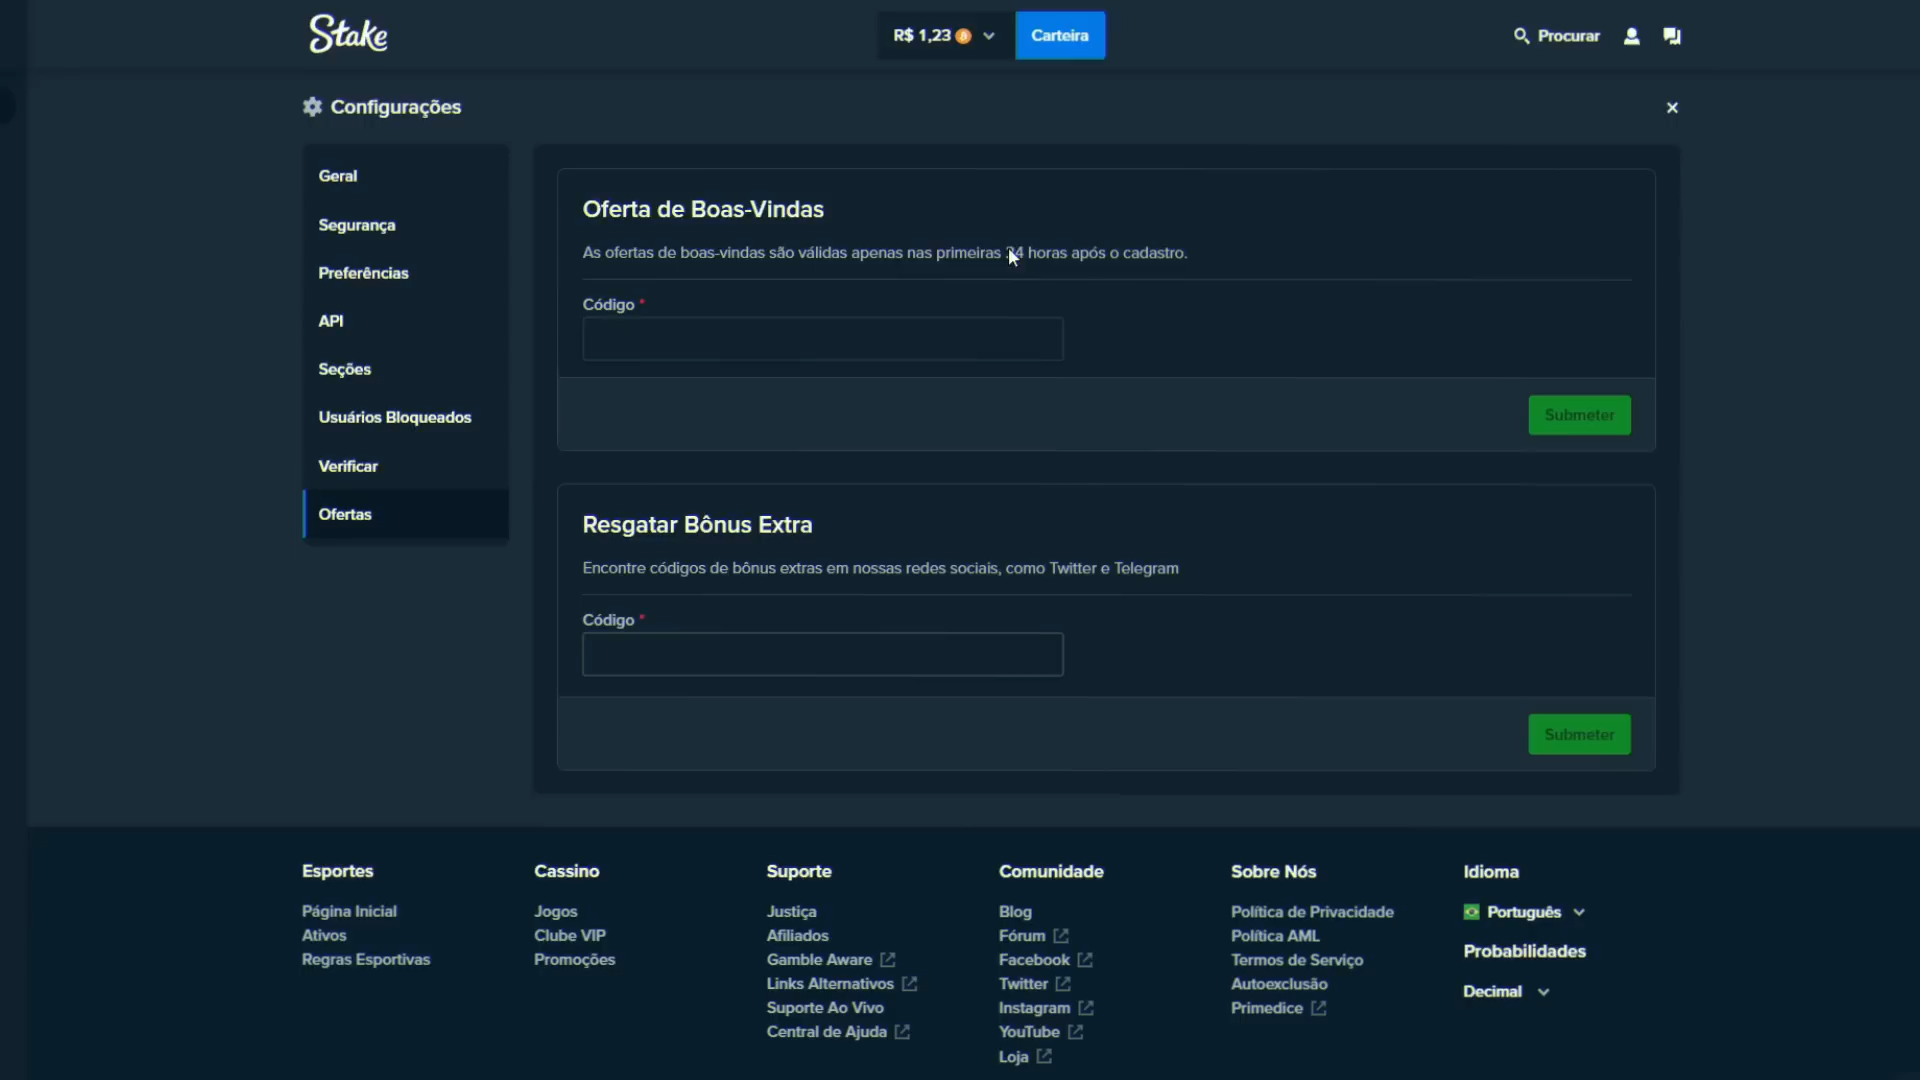 Stake
R$ 1,23
Carteira
Procurar
Configurações
Geral
Segurança
Preferências
API
Seções
Usuários Bloqueados
Verificar
Ofertas
Oferta de Boas-Vindas
As ofertas de boas-vindas são válidas apenas nas primeiras 24 horas após o cadastro.
Código *
Submeter
Resgatar Bônus Extra
Encontre códigos de bônus extras em nossas redes sociais, como Twitter e Telegram
Código *
Submeter
Esportes
Página Inicial
Ativos
Regras Esportivas
Cassino
Jogos
Clube VIP
Promoções
Suporte
Justiça
Afiliados
Gamble Aware
Links Alternativos
Suporte Ao Vivo
Central de Ajuda
Comunidade
Blog
Fórum
Facebook
Twitter
Instagram
YouTube
Loja
Sobre Nós
Política de Privacidade
Política AML
Termos de Serviço
Autoexclusão
Primedice
Idioma
Português
Probabilidades
Decimal